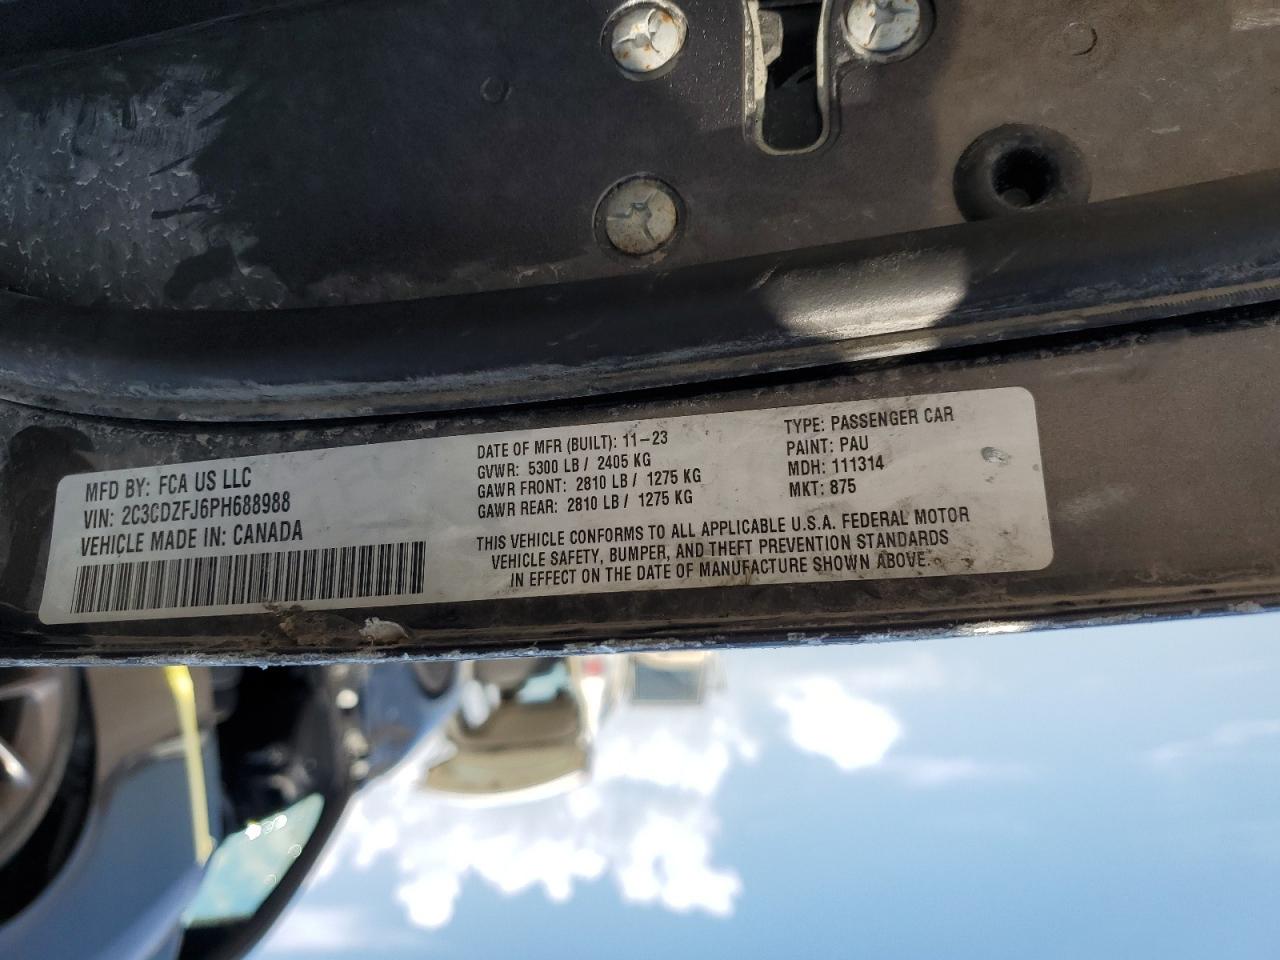 MFD BY: FCA US LLC
VIN: 2C3CDZFJ6PH688988
VEHICLE MADE IN: CANADA
DATE OF MFR (BUILT): 11-23
GVWR: 5300 LB / 2405 KG
GAWR FRONT: 2810 LB / 1275 KG
GAWR REAR: 2810 LB / 1275 KG
TYPE: PASSENGER CAR
PAINT: PAU
MDH: 111314
MKT: 875
THIS VEHICLE CONFORMS TO ALL APPLICABLE U.S.A. FEDERAL MOTOR
VEHICLE SAFETY, BUMPER, AND THEFT PREVENTION STANDARDS
IN EFFECT ON THE DATE OF MANUFACTURE SHOWN ABOVE.